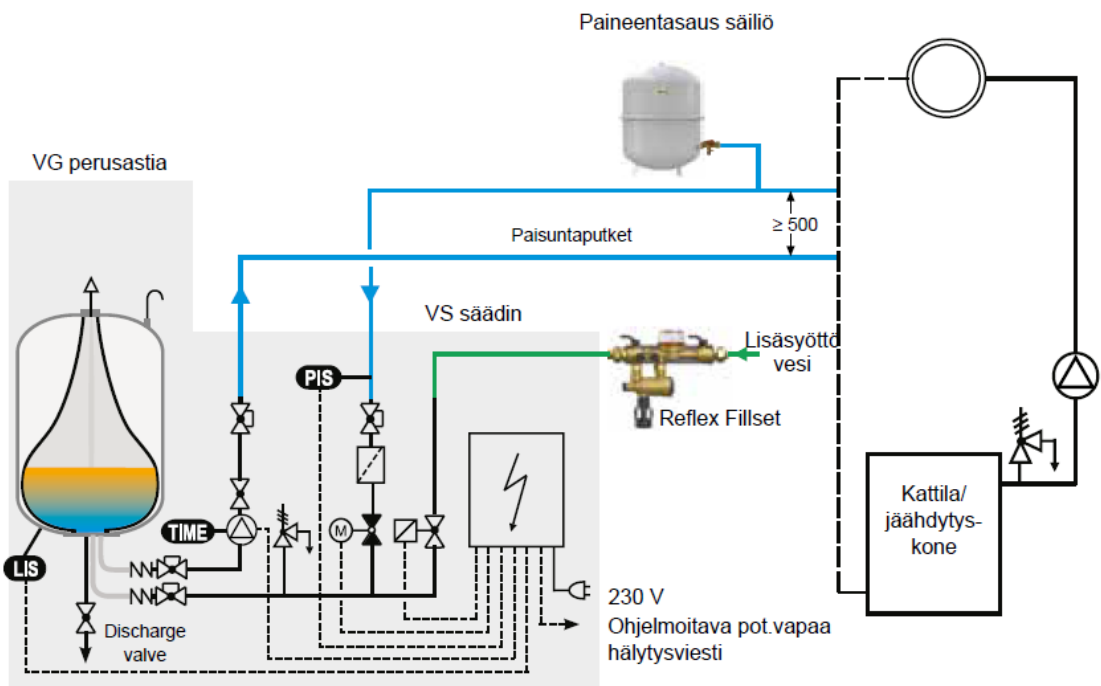 Paineentasaus säiliö
VG perusastia
≥ 500
Paisuntaputket
VS säädin
PIS
Lisäsyöttö
vesi
Reflex Fillset
TIME
M
LIS
Kattila/
jäähdytys-
kone
230 V
Ohjelmoitava pot.vapaa
hälytysviesti
Discharge
valve